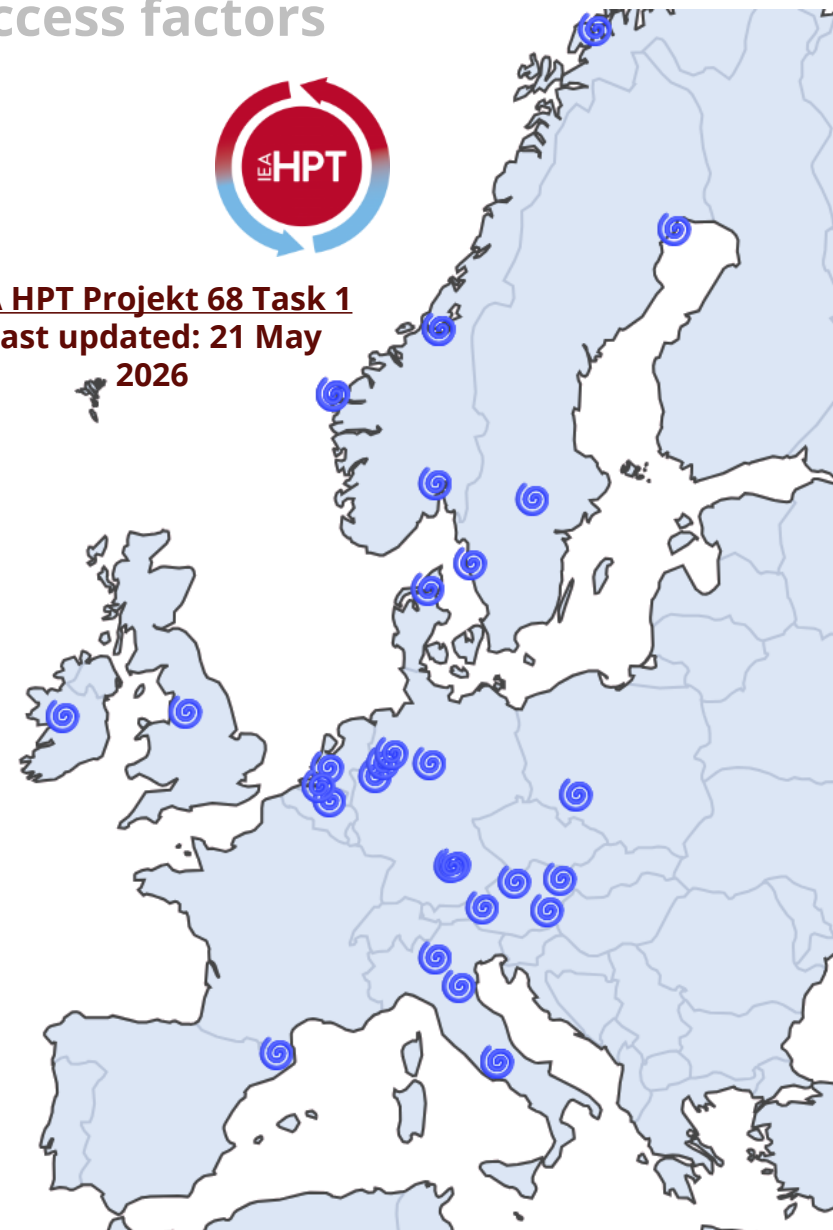 ccess factors
IEA HPT
A HPT Projekt 68 Task 1
ast updated: 21 May
2026